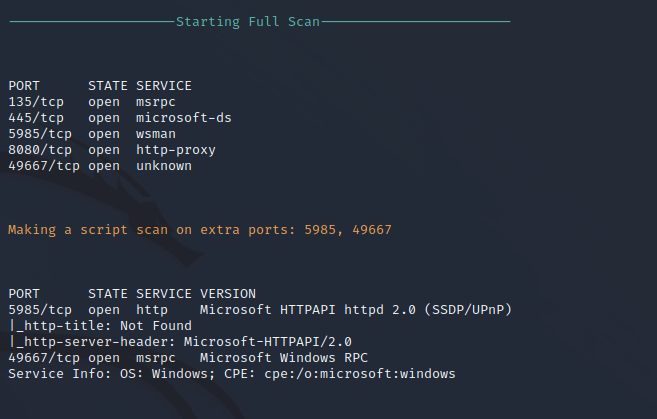 --------------------Starting Full Scan-----------------------
PORT      STATE SERVICE
135/tcp   open  msrpc
445/tcp   open  microsoft-ds
5985/tcp  open  wsman
8080/tcp  open  http-proxy
49667/tcp open  unknown
Making a script scan on extra ports: 5985, 49667
PORT      STATE SERVICE VERSION
5985/tcp  open  http    Microsoft HTTPAPI httpd 2.0 (SSDP/UPnP)
|_http-title: Not Found
|_http-server-header: Microsoft-HTTPAPI/2.0
49667/tcp open  msrpc   Microsoft Windows RPC
Service Info: OS: Windows; CPE: cpe:/o:microsoft:windows